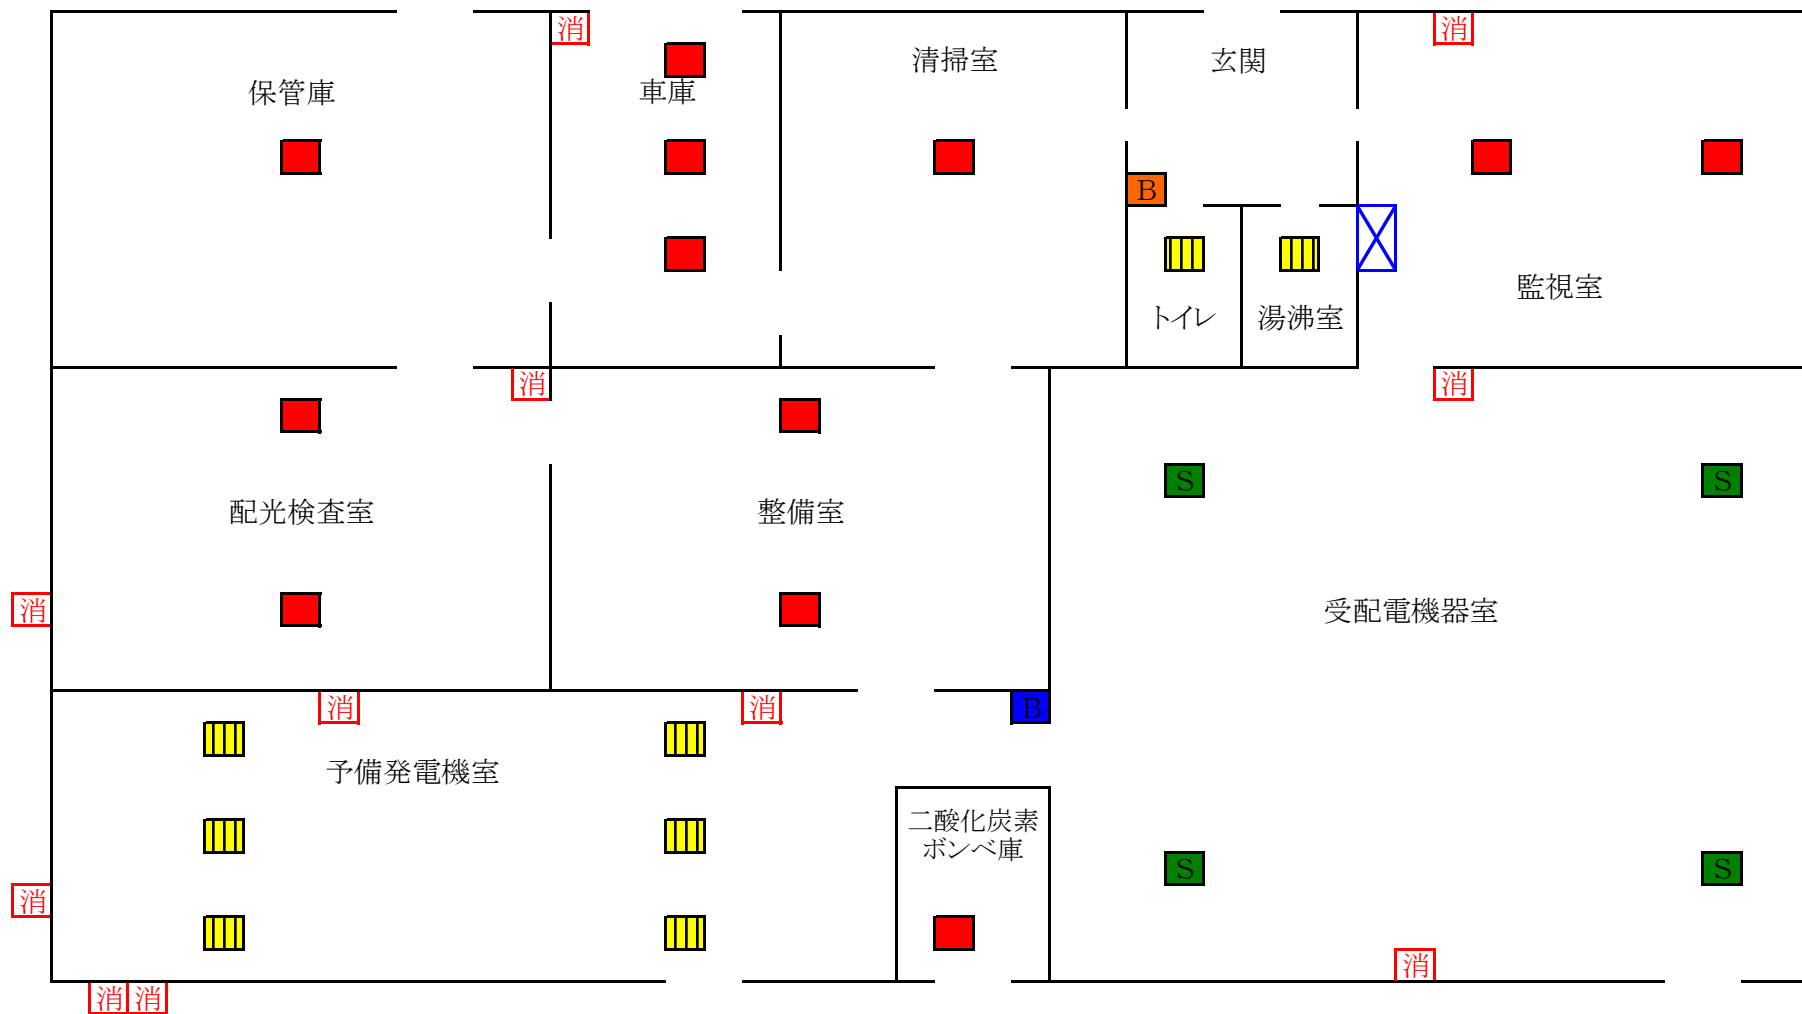 消
消
清掃室
玄関
保管庫
車庫
B
監視室
トイレ
湯沸室
消
消
S
S
配光検査室
整備室
消
受配電機器室
消
消
B
予備発電機室
二酸化炭素
ボンベ庫
S
S
消
消
消
消